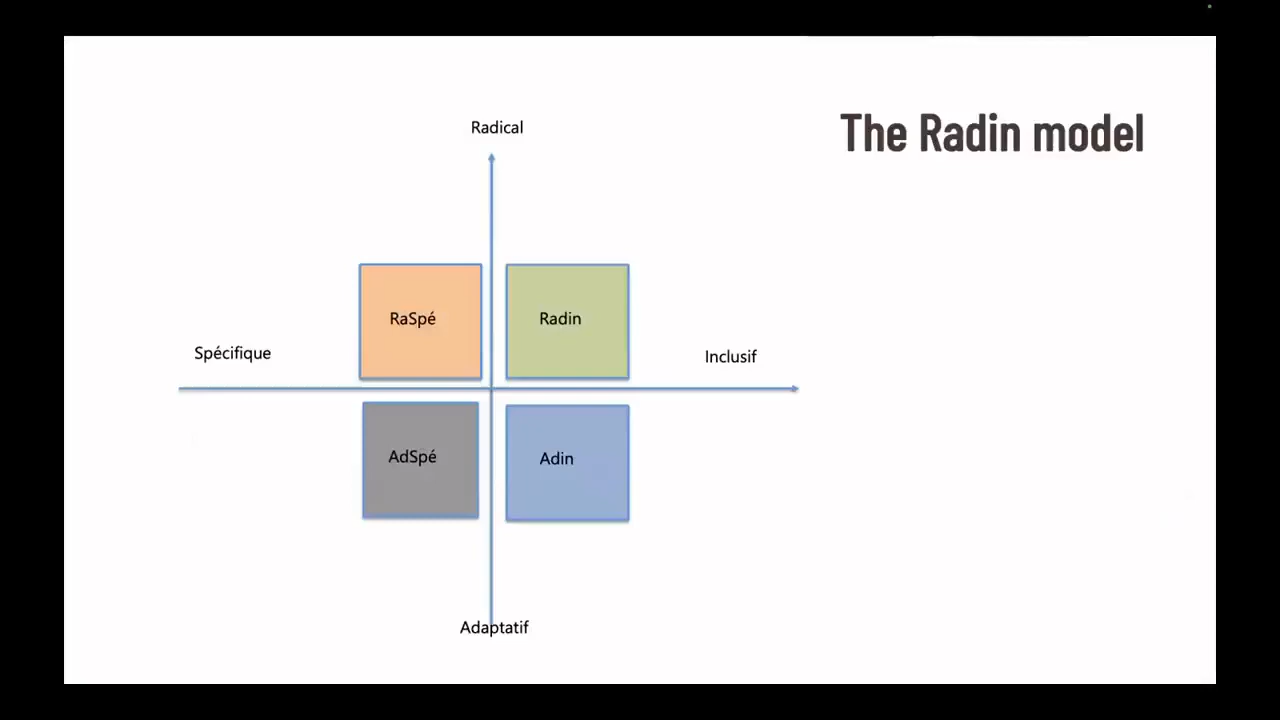 The Radin model
Radical
RaSpé
Radin
Spécifique
Inclusif
AdSpé
Adin
Adaptatif